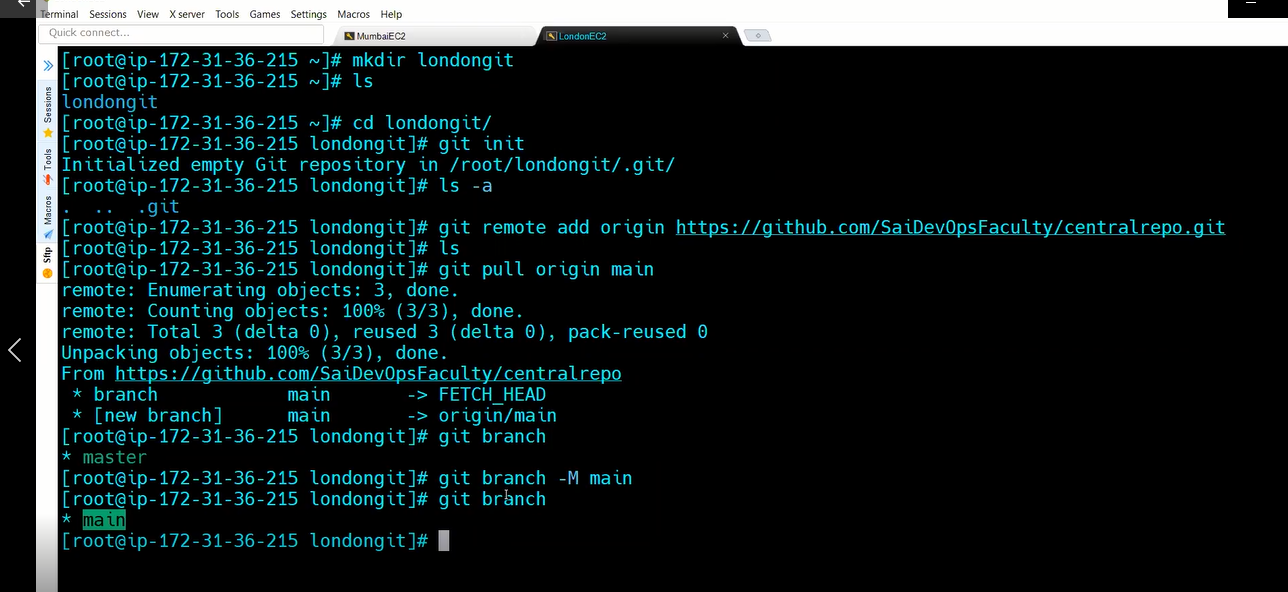 Terminal Sessions View X server Tools Games Settings Macros Help
Quick connect...
MumbaiEC2
LondonEC2
Sessions
Tools
Macros
Sftp
[root@ip-172-31-36-215 ~]# mkdir londongit
[root@ip-172-31-36-215 ~]# ls
londongit
[root@ip-172-31-36-215 ~]# cd londongit/
[root@ip-172-31-36-215 londongit]# git init
Initialized empty Git repository in /root/londongit/.git/
[root@ip-172-31-36-215 londongit]# ls -a
.  ..  .git
[root@ip-172-31-36-215 londongit]# git remote add origin https://github.com/SaiDevOpsFaculty/centralrepo.git
[root@ip-172-31-36-215 londongit]# ls
[root@ip-172-31-36-215 londongit]# git pull origin main
remote: Enumerating objects: 3, done.
remote: Counting objects: 100% (3/3), done.
remote: Total 3 (delta 0), reused 3 (delta 0), pack-reused 0
Unpacking objects: 100% (3/3), done.
From https://github.com/SaiDevOpsFaculty/centralrepo
 * branch            main       -> FETCH_HEAD
 * [new branch]      main       -> origin/main
[root@ip-172-31-36-215 londongit]# git branch
* master
[root@ip-172-31-36-215 londongit]# git branch -M main
[root@ip-172-31-36-215 londongit]# git branch
* main
[root@ip-172-31-36-215 londongit]#